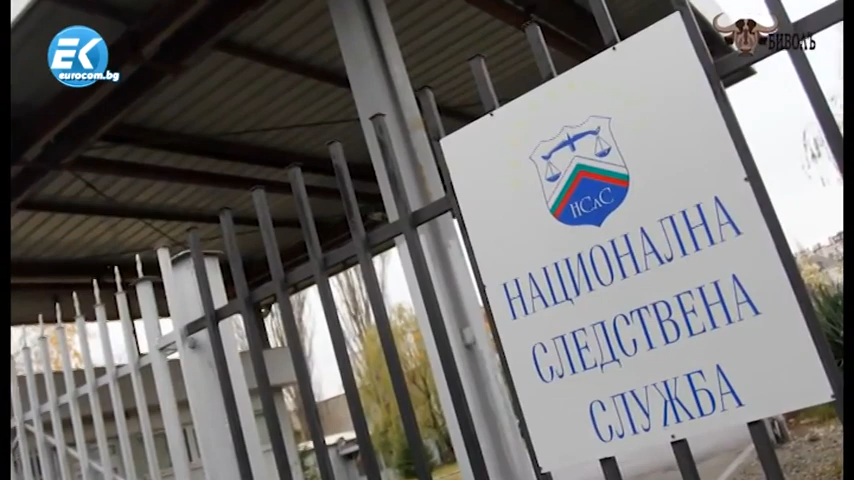 EK
eurocom.bg
БИВОЛЪ
НСлС
НАЦИОНАЛНА
СЛЕДСТВЕНА
СЛУЖБА